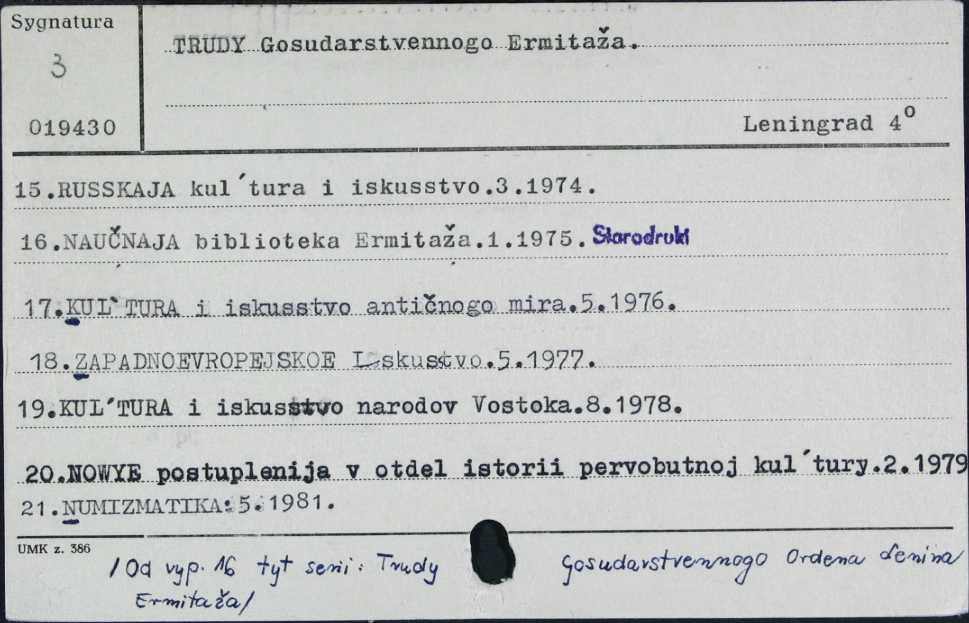 Sygnatura
TRUDY Gosudarstvennogo Ermitaža.
3
019430
Leningrad 4°
15.RUSSKAJA kul´tura i iskusstvo.3.1974.
16.NAUČNAJA biblioteka Ermitaža.1.1975. Starodruki
17.KUL`TURA i iskusstvo antičnogo mira.5.1976.
18.ZAPADNOEVROPEJSKOE Iskustvo.5.1977.
19.KUL´TURA i iskusstvo narodov Vostoka.8.1978.
20.NOWYE postuplenija v otdel istorii pervobutnoj kul´tury.2.1979
21.NUMIZMATIKA:5.1981.
UMK z. 386
/Od vyp. 16 tyt serii: Trudy Gosudarstvennogo Ordena Lenina
Ermitaža/